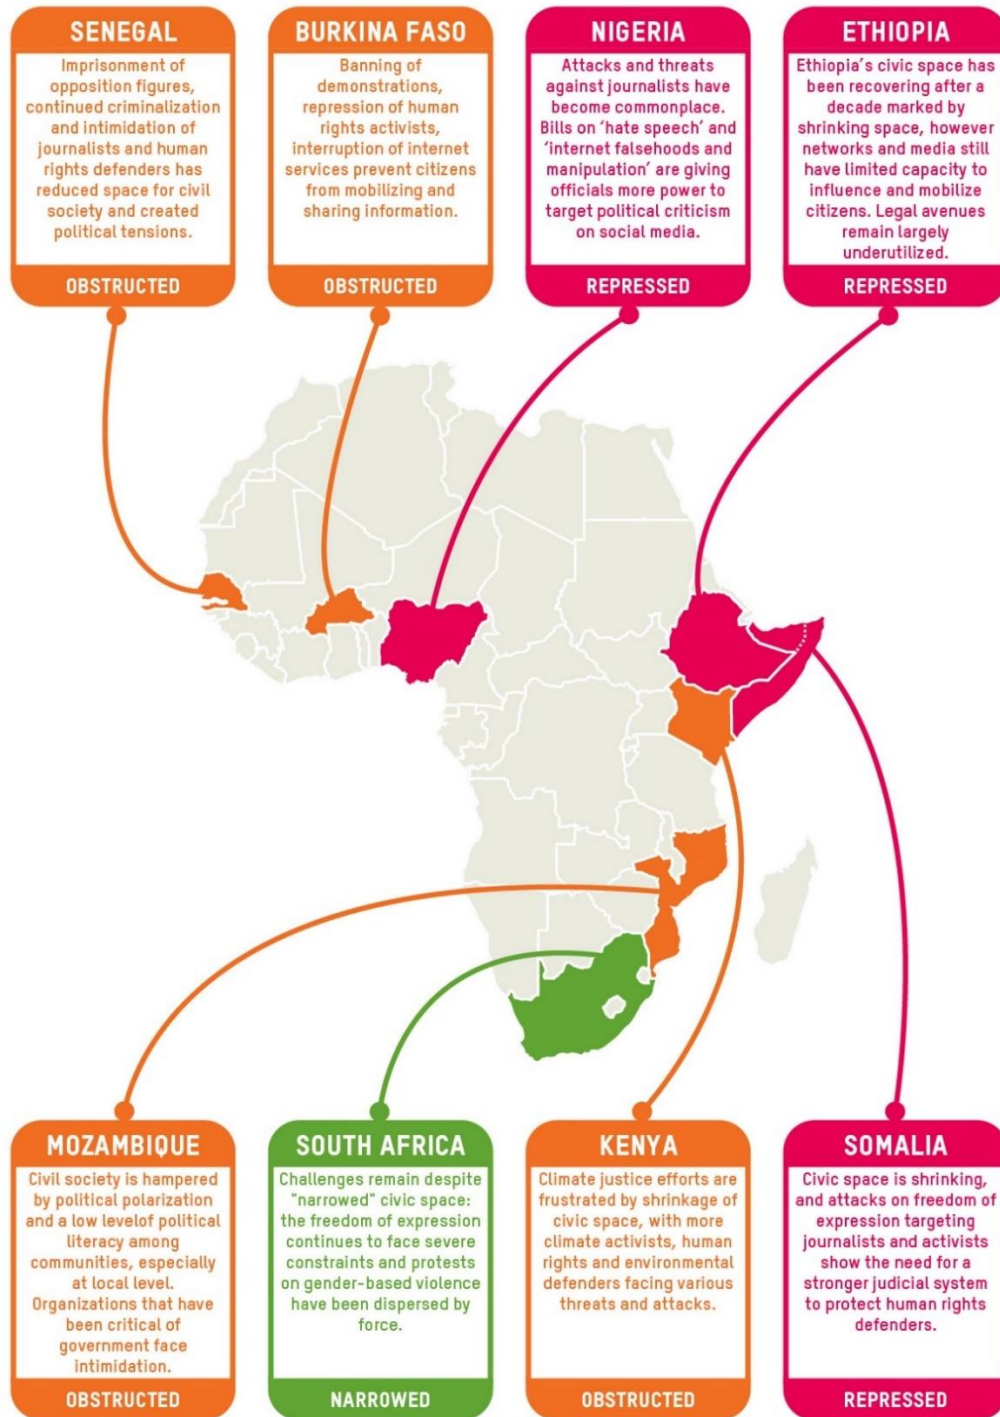 SENEGAL
Imprisonment of
opposition figures,
continued criminalization
and intimidation of
journalists and human
rights defenders has
reduced space for civil
society and created
political tensions.
OBSTRUCTED
BURKINA FASO
Banning of
demonstrations,
repression of human
rights activists,
interruption of internet
services prevent citizens
from mobilizing and
sharing information.
OBSTRUCTED
NIGERIA
Attacks and threats
against journalists have
become commonplace.
Bills on ‘hate speech’ and
‘internet falsehoods and
manipulation’ are giving
officials more power to
target political criticism
on social media.
REPRESSED
ETHIOPIA
Ethiopia’s civic space has
been recovering after a
decade marked by
shrinking space, however
networks and media still
have limited capacity to
influence and mobilize
citizens. Legal avenues
remain largely
underutilized.
REPRESSED
MOZAMBIQUE
Civil society is hampered
by political polarization
and a low levelof political
literacy among
communities, especially
at local level.
Organizations that have
been critical of
government face
intimidation.
OBSTRUCTED
SOUTH AFRICA
Challenges remain despite
"narrowed" civic space:
the freedom of expression
continues to face severe
constraints and protests
on gender-based violence
have been dispersed by
force.
NARROWED
KENYA
Climate justice efforts are
frustrated by shrinkage of
civic space, with more
climate activists, human
rights and environmental
defenders facing various
threats and attacks.
OBSTRUCTED
SOMALIA
Civic space is shrinking,
and attacks on freedom of
expression targeting
journalists and activists
show the need for a
stronger judicial system
to protect human rights
defenders.
REPRESSED